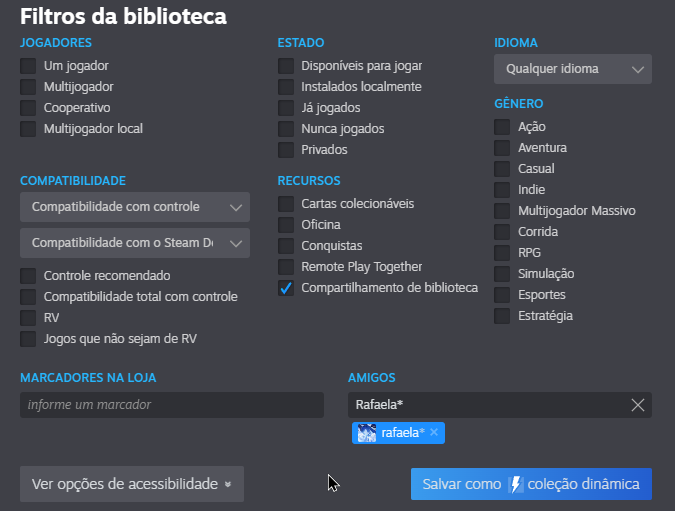 Filtros da biblioteca
JOGADORES
Um jogador
Multijogador
Cooperativo
Multijogador local
ESTADO
Disponíveis para jogar
Instalados localmente
Já jogados
Nunca jogados
Privados
IDIOMA
Qualquer idioma
GÊNERO
Ação
Aventura
Casual
Indie
Multijogador Massivo
Corrida
RPG
Simulação
Esportes
Estratégia
COMPATIBILIDADE
Compatibilidade com controle
Compatibilidade com o Steam De
Controle recomendado
Compatibilidade total com controle
RV
Jogos que não sejam de RV
RECURSOS
Cartas colecionáveis
Oficina
Conquistas
Remote Play Together
Compartilhamento de biblioteca
MARCADORES NA LOJA
informe um marcador
AMIGOS
Rafaela*
rafaela*
Ver opções de acessibilidade
Salvar como coleção dinâmica